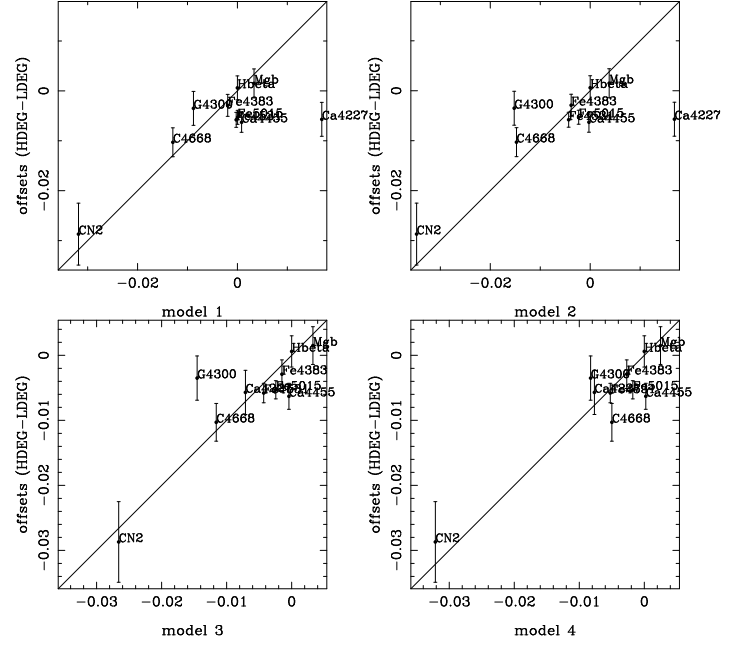 offsets (HDEG−LDEG)
0
−0.02
Mgb
Hbeta
G4300
Fe4383
Fe5015
Ca4455
Ca4227
C4668
CN2
−0.02
0
model 1
offsets (HDEG−LDEG)
0
−0.02
Mgb
Hbeta
G4300
Fe4383
Ca4227
C4668
CN2
−0.02
0
model 2
offsets (HDEG−LDEG)
0
−0.01
−0.02
−0.03
Mgb
Hbeta
G4300
Fe4383
Ca4455
C4668
CN2
−0.03
−0.02
−0.01
0
model 3
offsets (HDEG−LDEG)
0
−0.01
−0.02
−0.03
Mgb
Hbeta
G4300
Fe4383
Fe5015
Ca4455
C4668
CN2
−0.03
−0.02
−0.01
0
model 4